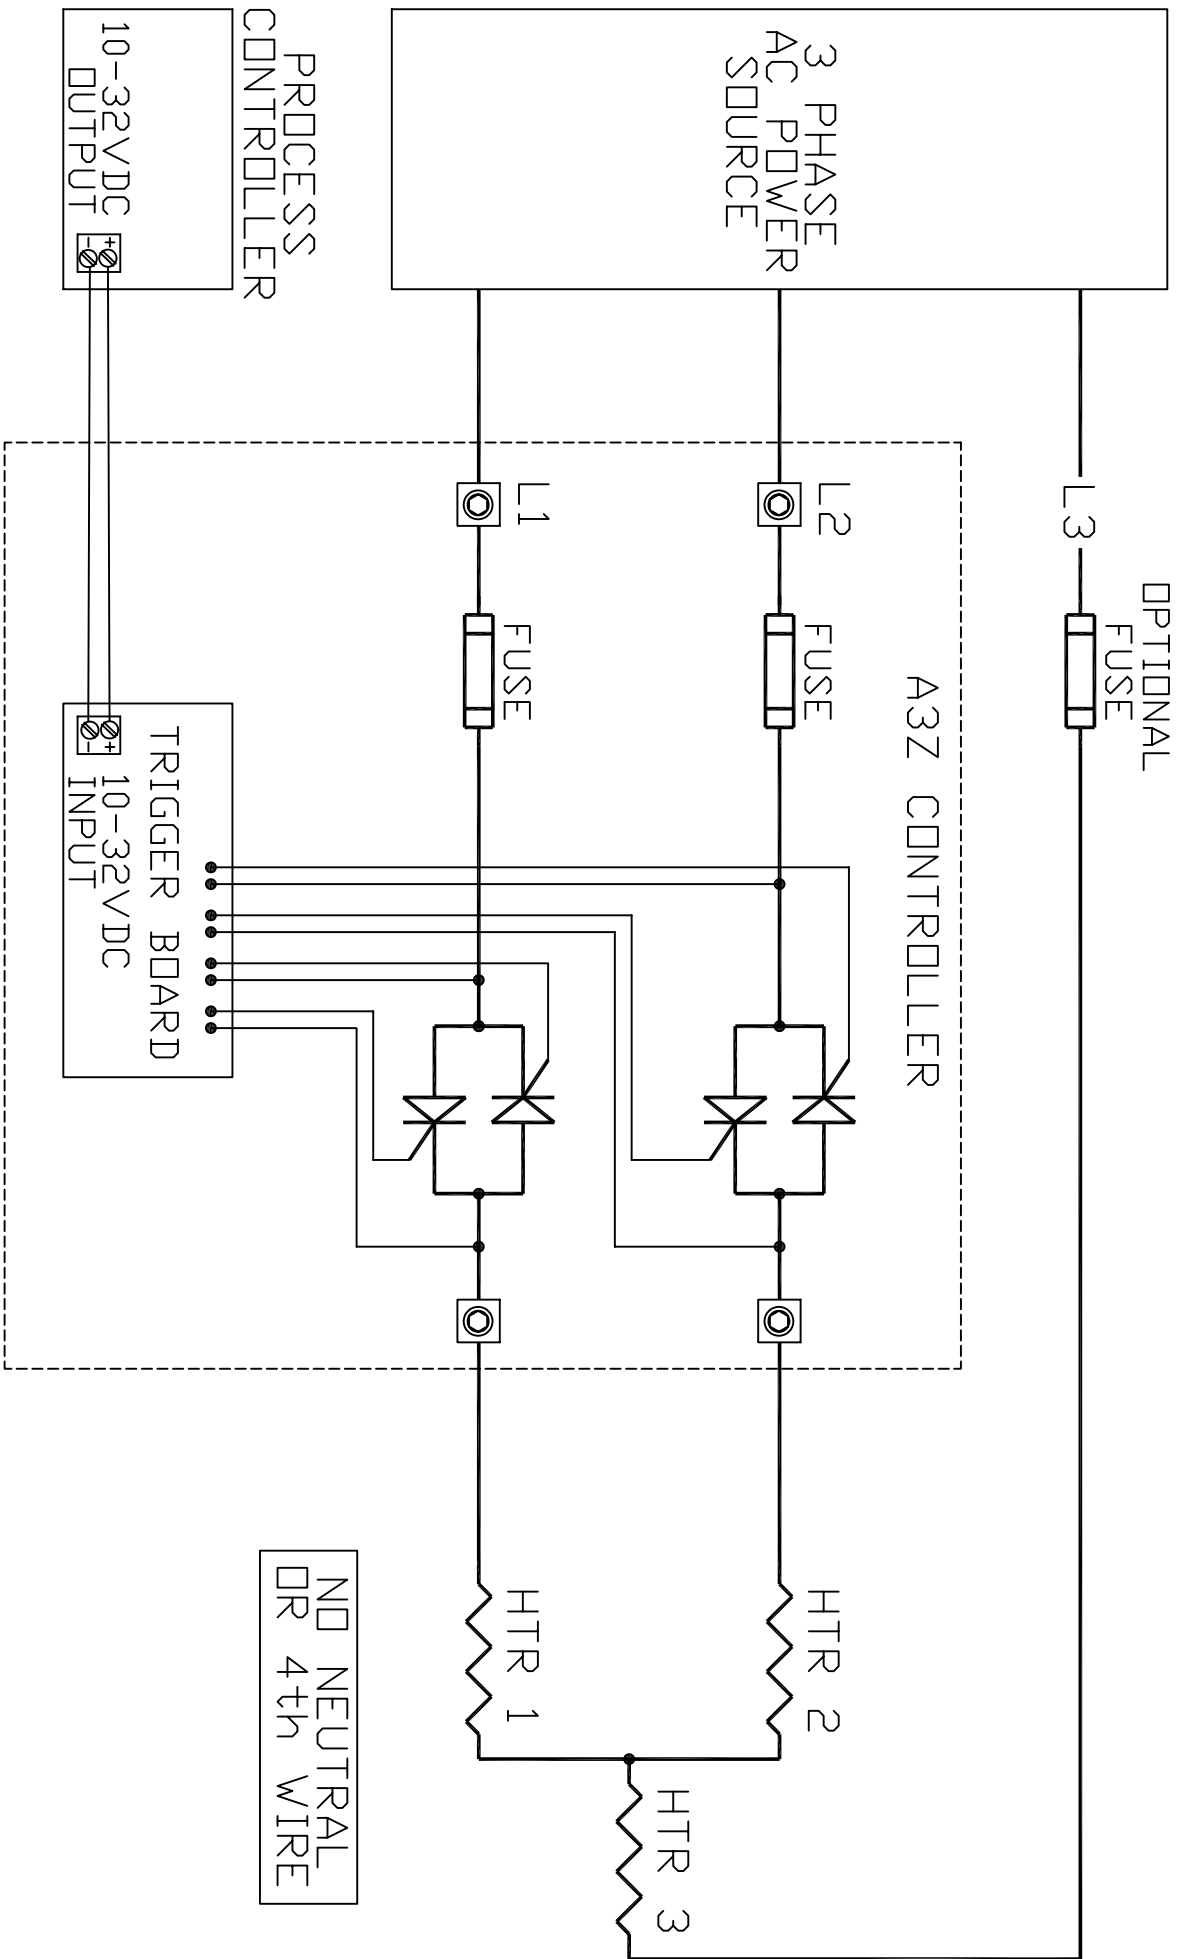 3 PHASE
AC POWER
SOURCE
PROCESS
CONTROLLER
10-32VDC
OUTPUT
+
-
L3
L2
L1
OPTIONAL
FUSE
FUSE
FUSE
A3Z CONTROLLER
TRIGGER BOARD
+
-
10-32VDC
INPUT
HTR 2
HTR 1
HTR 3
NO NEUTRAL
OR 4th WIRE